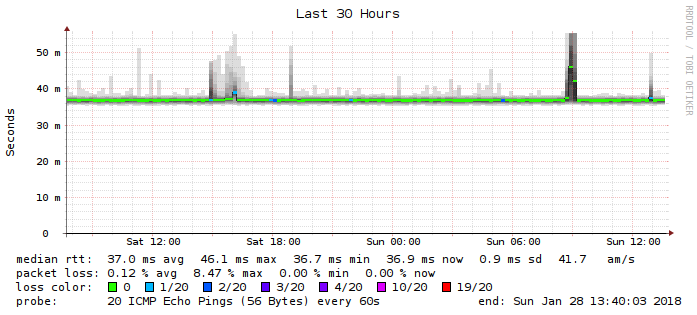 Last 30 Hours
RRDTOOL / TOBI OETIKER
Seconds
50 m
40 m
30 m
20 m
10 m
0
Sat 12:00 Sat 18:00 Sun 00:00 Sun 06:00 Sun 12:00
median rtt: 37.0 ms avg 46.1 ms max 36.7 ms min 36.9 ms now 0.9 ms sd 41.7 am/s
packet loss: 0.12 % avg 8.47 % max 0.00 % min 0.00 % now
loss color: 0 1/20 2/20 3/20 4/20 10/20 19/20
probe: 20 ICMP Echo Pings (56 Bytes) every 60s end: Sun Jan 28 13:40:03 2018